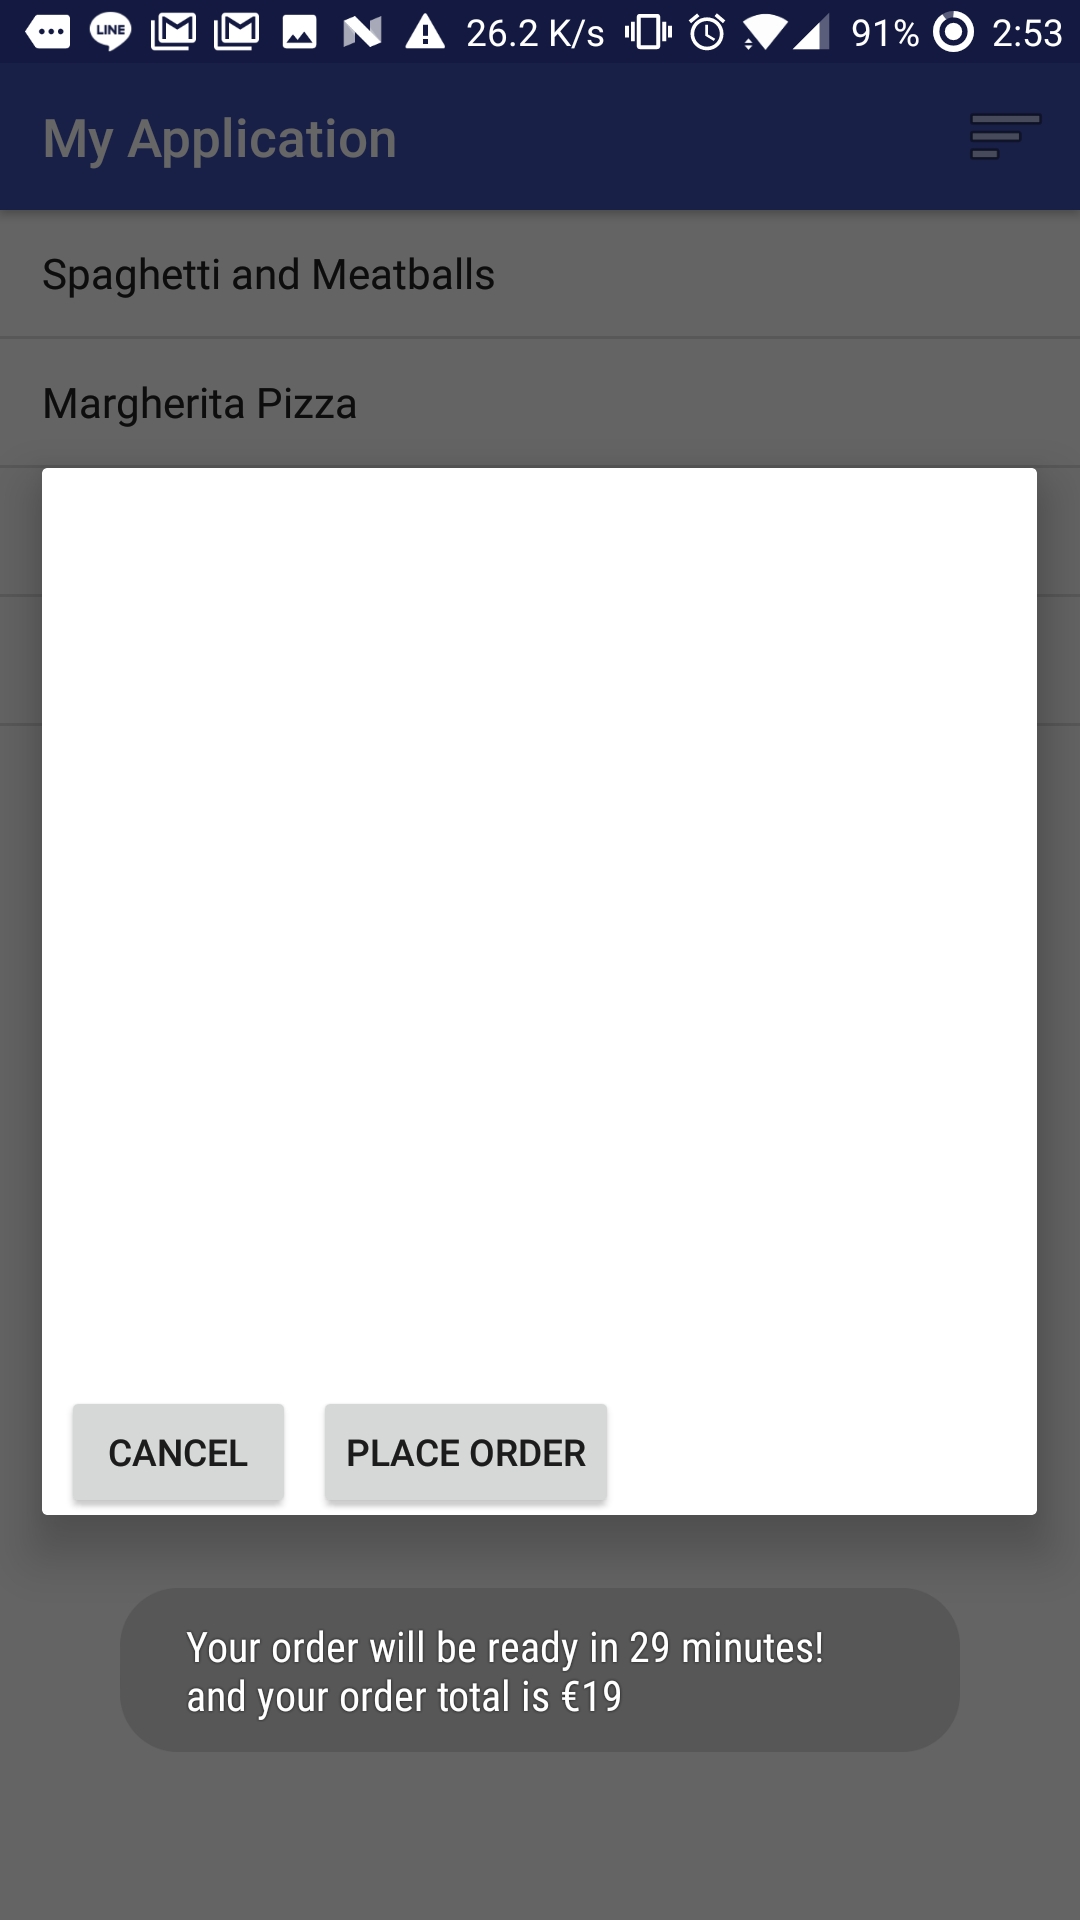 LINE 26.2 K/s 91% 2:53
My Application
Spaghetti and Meatballs
Margherita Pizza
CANCEL PLACE ORDER
Your order will be ready in 29 minutes!
and your order total is €19